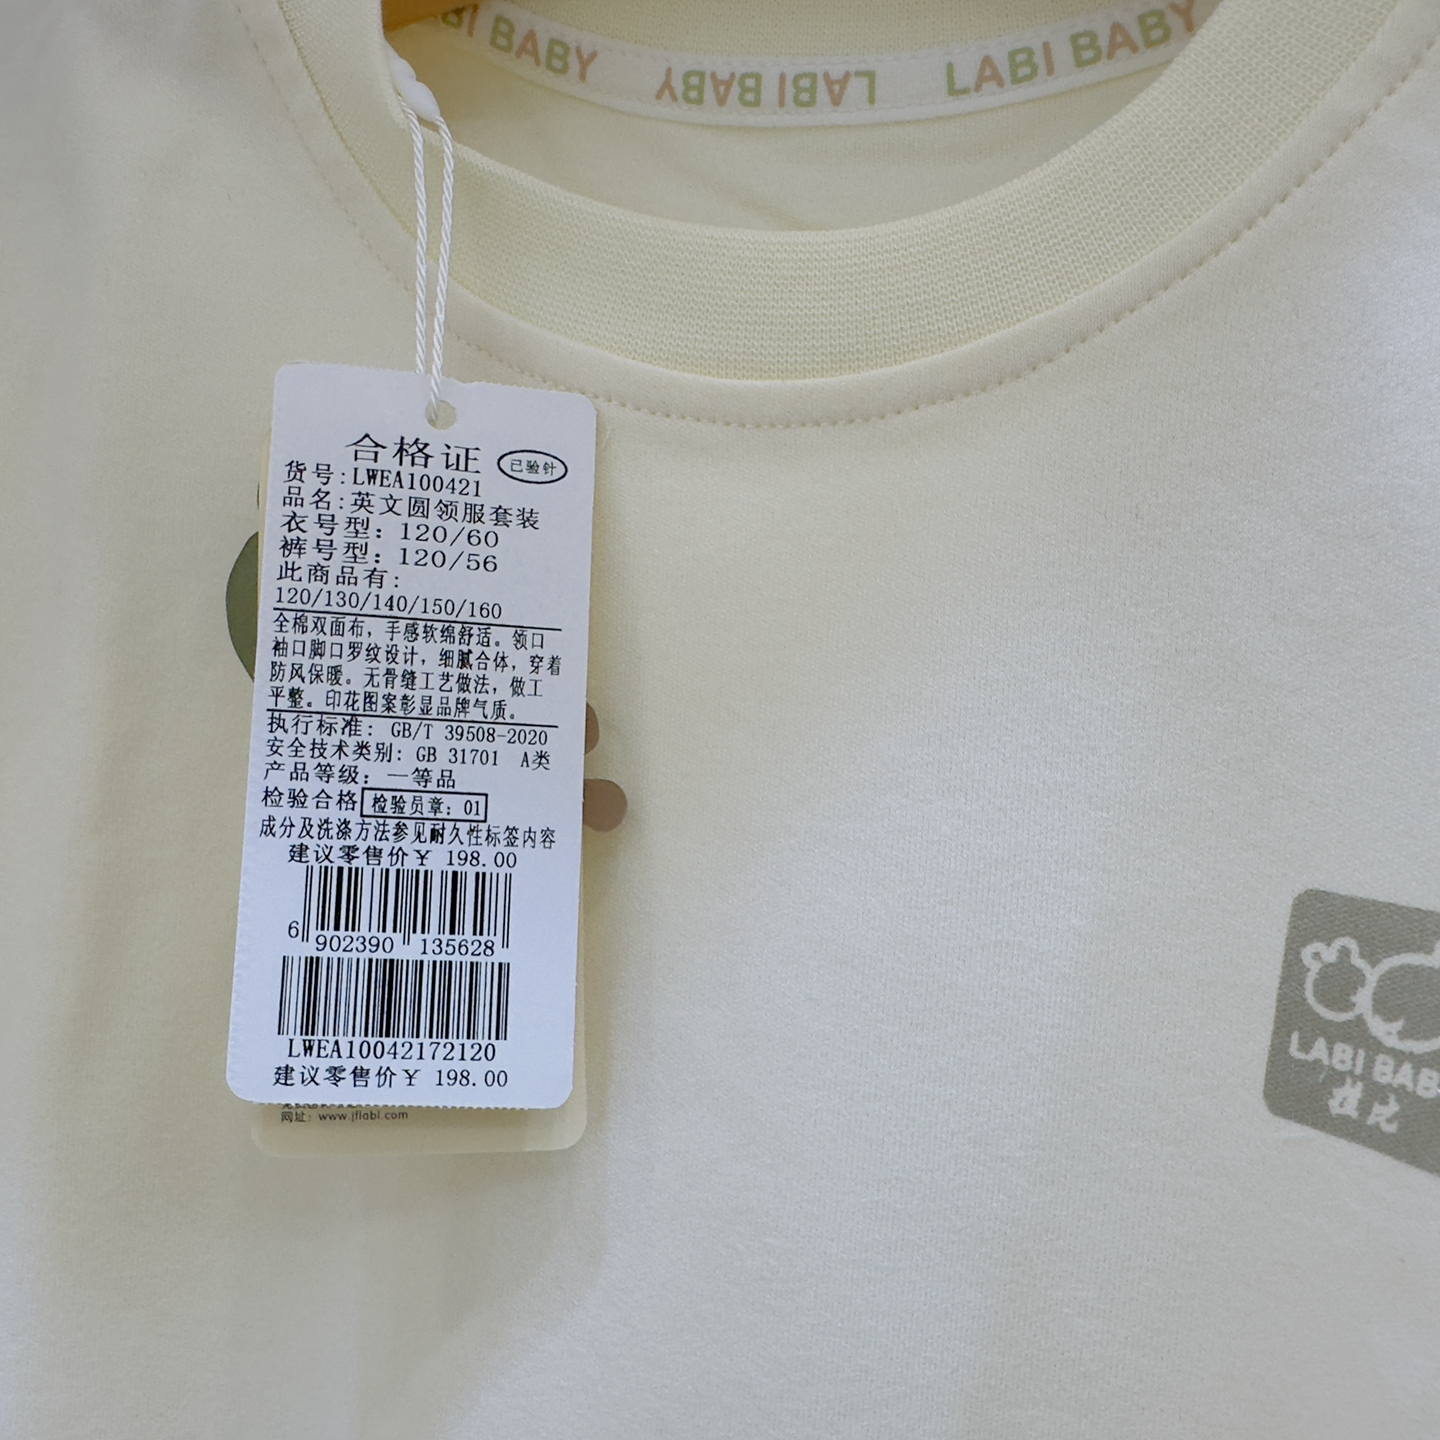 LABI BABY
LABI BABY
LABI BABY
合格证
已验针
货号:LWEA100421
品名:英文圆领服套装
衣号型: 120/60
裤号型: 120/56
此商品有:
120/130/140/150/160
全棉双面布，手感软绵舒适。领口
袖口脚口罗纹设计，细腻合体，穿着
防风保暖。无骨缝工艺做法，做工
平整。印花图案彰显品牌气质。
执行标准: GB/T 39508-2020
安全技术类别: GB 31701 A类
产品等级: 一等品
检验合格 检验员章: 01
成分及洗涤方法参见耐久性标签内容
建议零售价¥ 198.00
6 902390 135628
LWEA10042172120
建议零售价¥ 198.00
网址: www.jflabi.com
LABI BAB